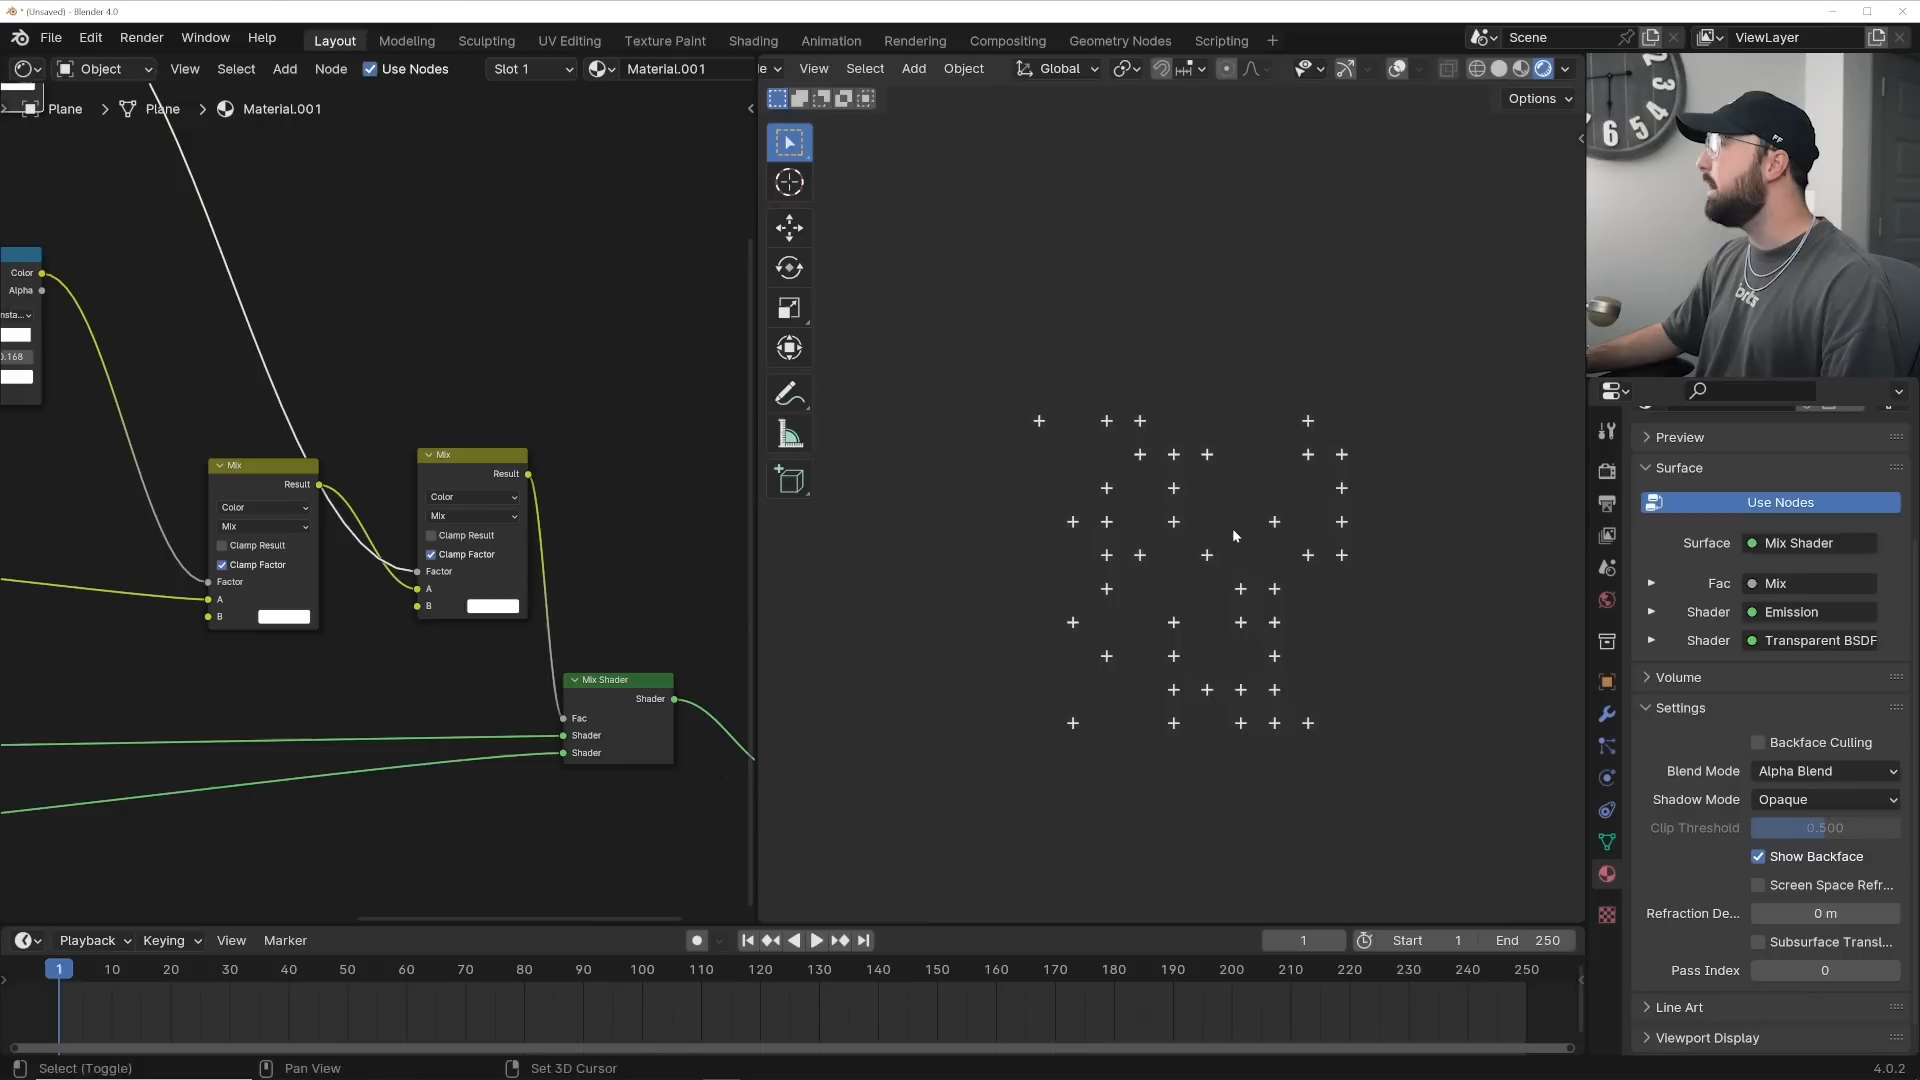 * (Unsaved) - Blender 4.0
File Edit Render Window Help Layout Modeling Sculpting UV Editing Texture Paint Shading Animation Rendering Compositing Geometry Nodes Scripting + Scene ViewLayer
Object View Select Add Node Use Nodes Slot 1 Material.001 View Select Add Object Global
Plane > Plane > Material.001 Options
6 5 4 3 2
FF
Color
Alpha
0.168
Mix
Result
Color
Mix
Clamp Result
Clamp Factor
Factor
A
B
Mix
Result
Color
Mix
Clamp Result
Clamp Factor
Factor
A
B
Mix Shader
Shader
Fac
Shader
Shader
Preview
Surface
Use Nodes
Surface Mix Shader
Fac Mix
Shader Emission
Shader Transparent BSDF
Volume
Settings
Backface Culling
Blend Mode Alpha Blend
Shadow Mode Opaque
Clip Threshold 0.500
Show Backface
Screen Space Refr...
Refraction De... 0 m
Subsurface Transl...
Pass Index 0
Line Art
Viewport Display
Playback Keying View Marker 1 Start 1 End 250
1 10 20 30 40 50 60 70 80 90 100 110 120 130 140 150 160 170 180 190 200 210 220 230 240 250
Select (Toggle) Pan View Set 3D Cursor 4.0.2